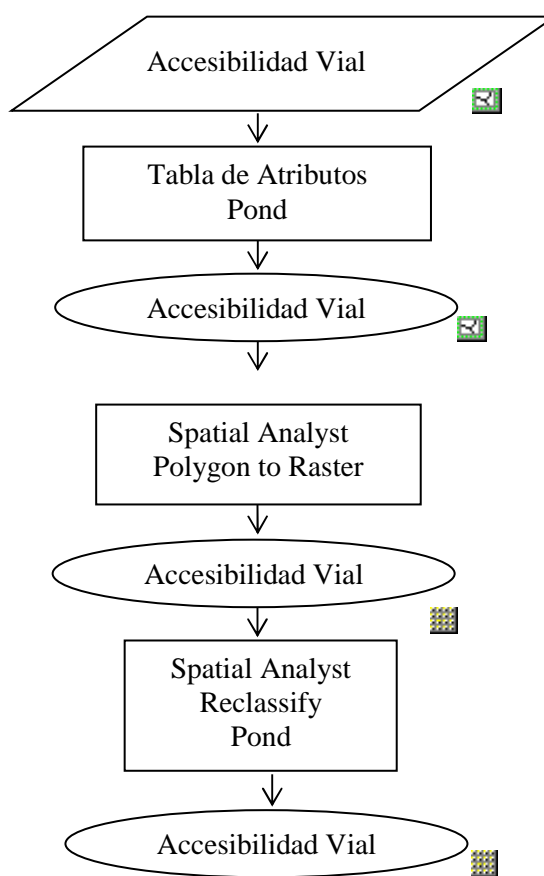 Accesibilidad Vial
Tabla de Atributos
Pond
Accesibilidad Vial
Spatial Analyst
Polygon to Raster
Accesibilidad Vial
Spatial Analyst
Reclassify
Pond
Accesibilidad Vial